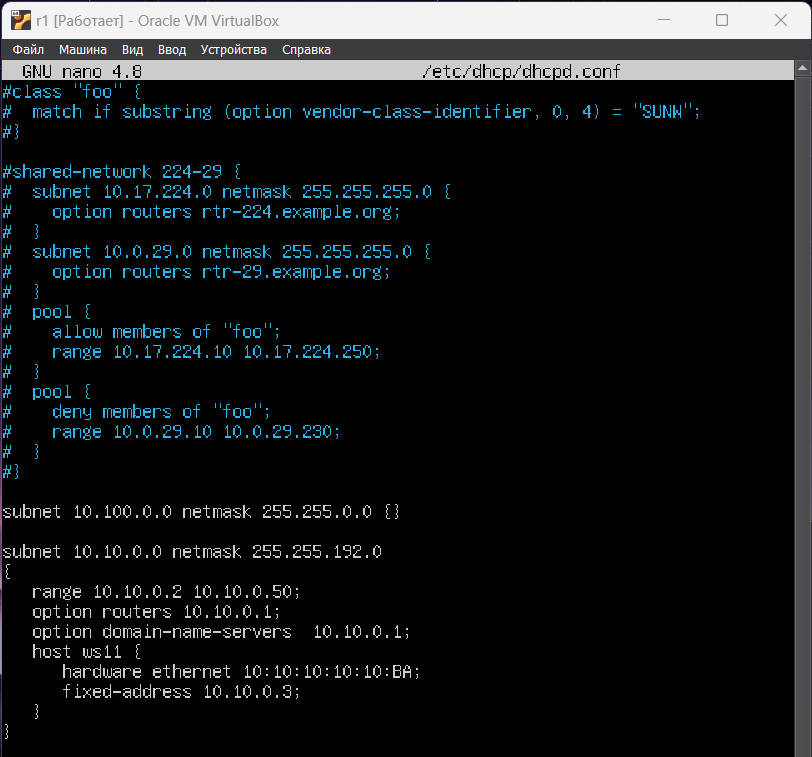 r1 [Работает] - Oracle VM VirtualBox
Файл Машина Вид Ввод Устройства Справка
GNU nano 4.8 /etc/dhcp/dhcpd.conf
#class "foo" {
#  match if substring (option vendor-class-identifier, 0, 4) = "SUNW";
#}

#shared-network 224-29 {
#  subnet 10.17.224.0 netmask 255.255.255.0 {
#    option routers rtr-224.example.org;
#  }
#  subnet 10.0.29.0 netmask 255.255.255.0 {
#    option routers rtr-29.example.org;
#  }
#  pool {
#    allow members of "foo";
#    range 10.17.224.10 10.17.224.250;
#  }
#  pool {
#    deny members of "foo";
#    range 10.0.29.10 10.0.29.230;
#  }
#}

subnet 10.100.0.0 netmask 255.255.0.0 {}

subnet 10.10.0.0 netmask 255.255.192.0
{
   range 10.10.0.2 10.10.0.50;
   option routers 10.10.0.1;
   option domain-name-servers  10.10.0.1;
   host ws11 {
      hardware ethernet 10:10:10:10:10:BA;
      fixed-address 10.10.0.3;
   }
}